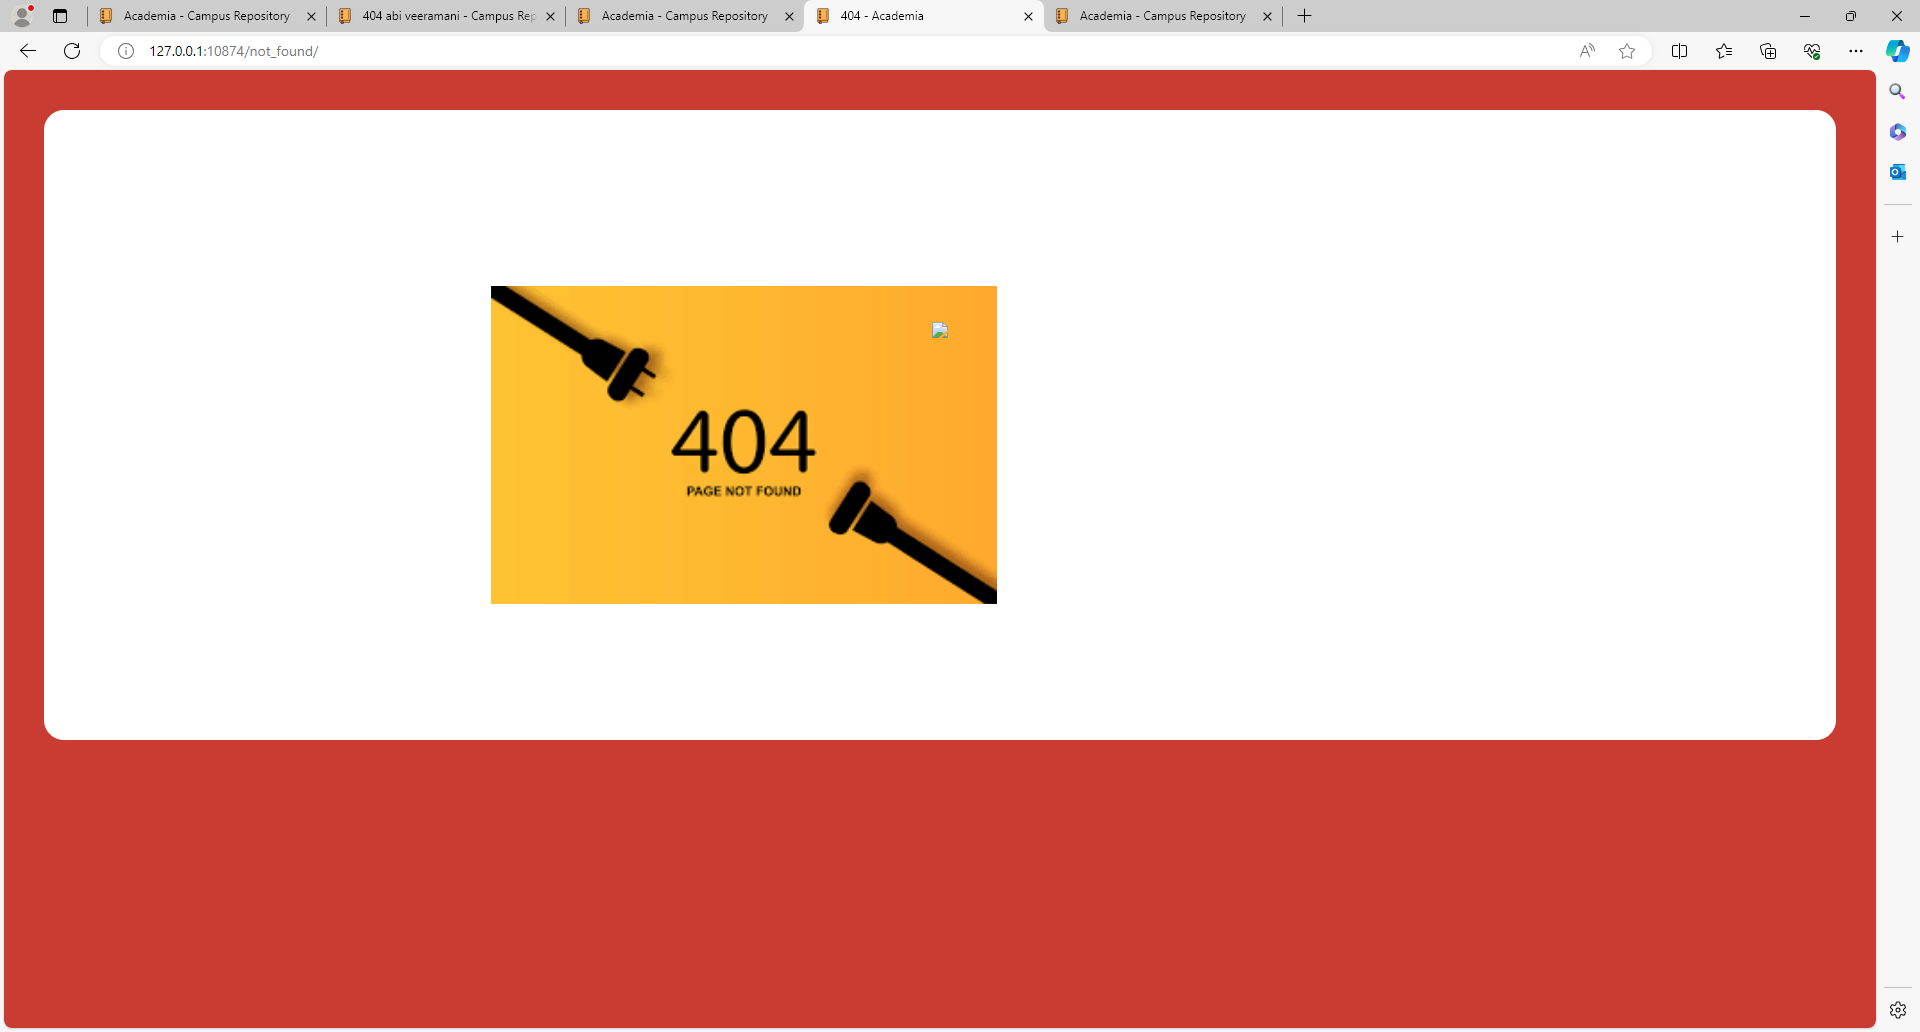 Academia - Campus Repository
404 abi veeramani - Campus Rep
Academia - Campus Repository
404 - Academia
Academia - Campus Repository
127.0.0.1:10874/not_found/
404
PAGE NOT FOUND